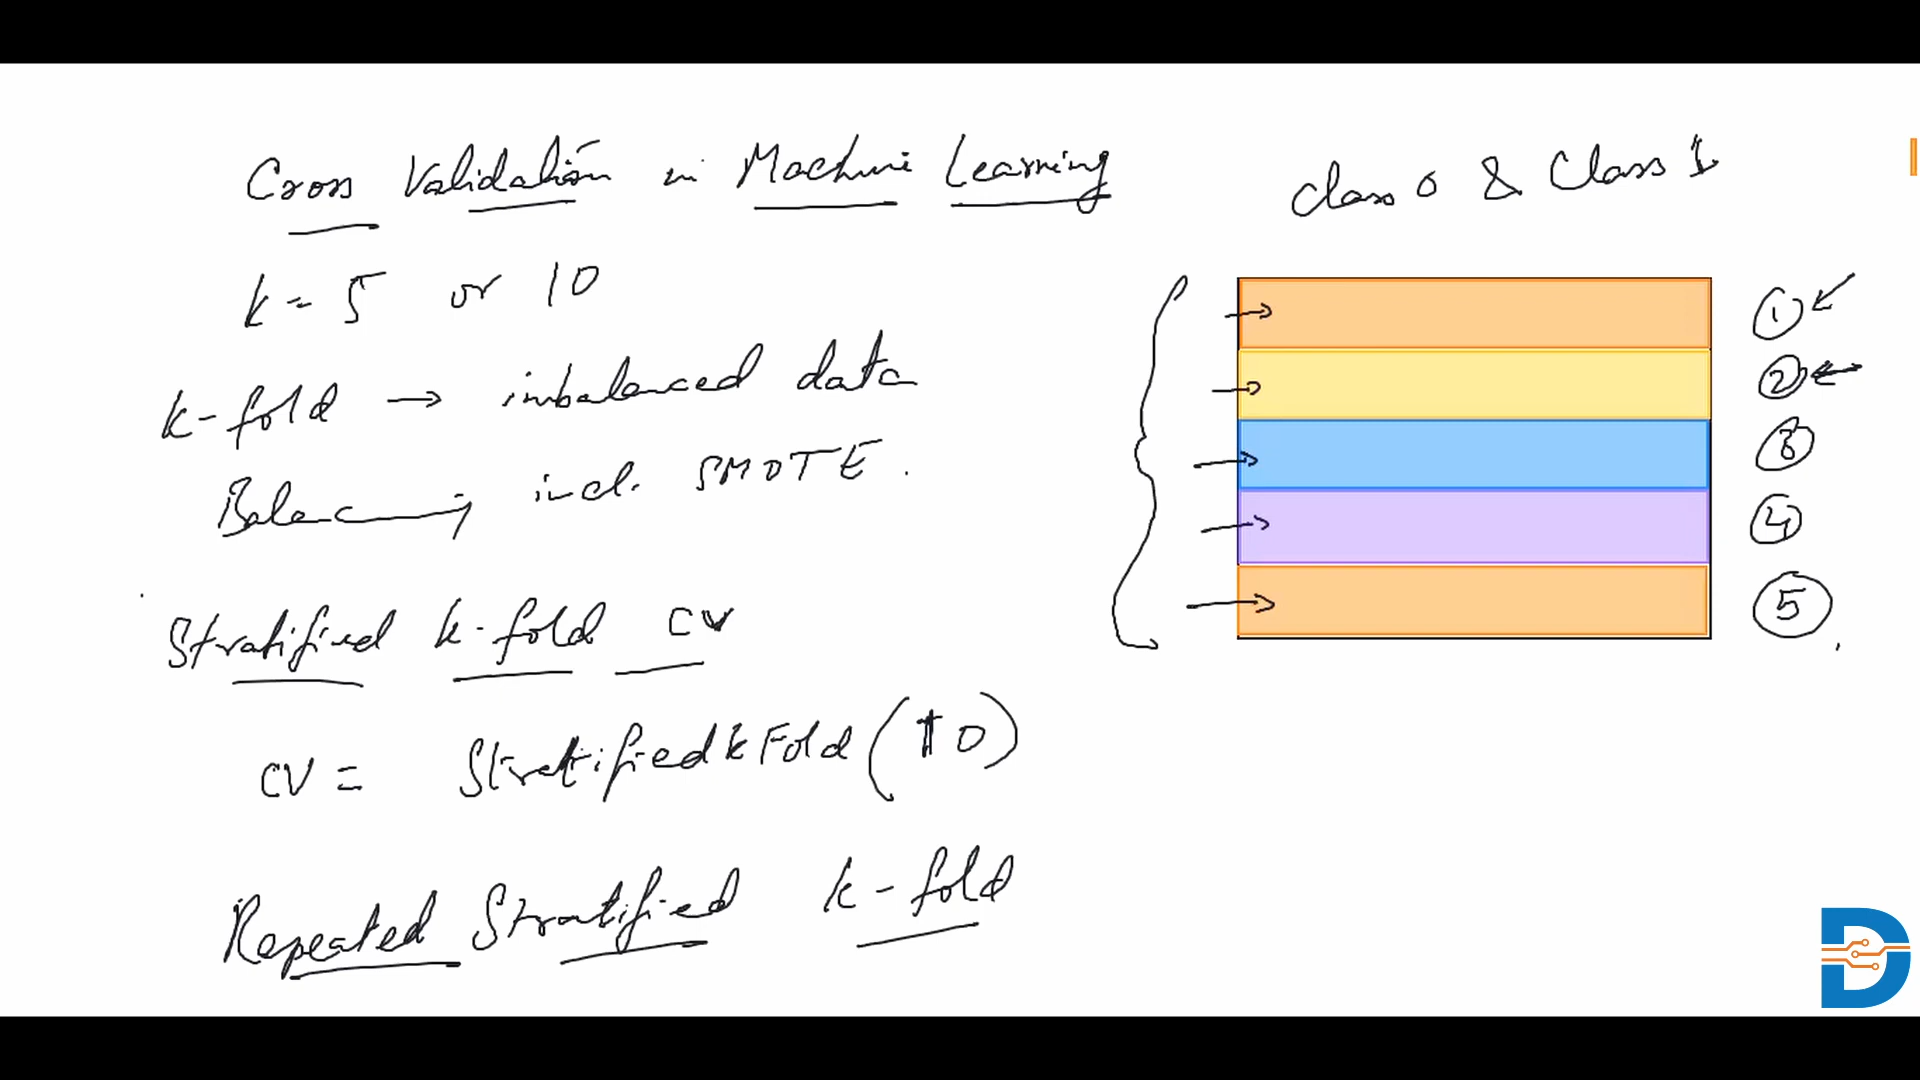 Cross Validation in Machine Learning
k = 5 or 10
k-fold → imbalanced data
Balancing incl. SMOTE.
Stratified k-fold CV
CV = StratifiedkFold(10)
Repeated Stratified k-fold
Class 0 & Class 1
1
2
3
4
5
D